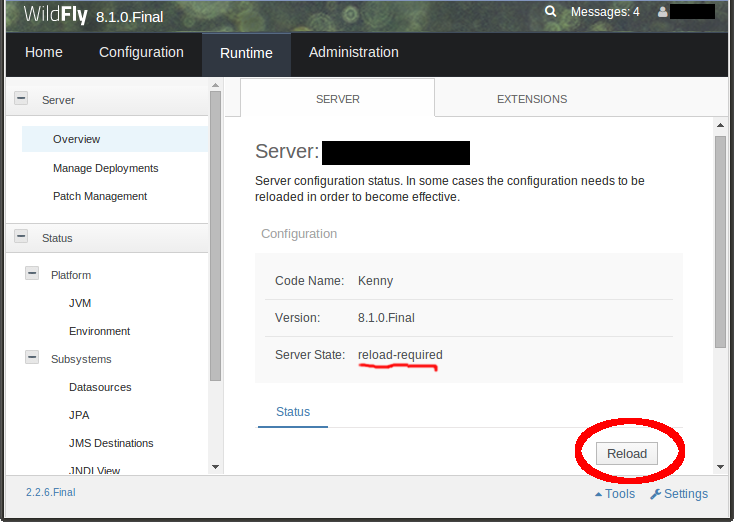 WildFly 8.1.0.Final
Messages: 4
Home Configuration Runtime Administration
Server
Overview
Manage Deployments
Patch Management
Status
Platform
JVM
Environment
Subsystems
Datasources
JPA
JMS Destinations
JNDI View
SERVER EXTENSIONS
Server:
Server configuration status. In some cases the configuration needs to be
reloaded in order to become effective.
Configuration
Code Name: Kenny
Version: 8.1.0.Final
Server State: reload-required
Status
Reload
2.2.6.Final
Tools Settings